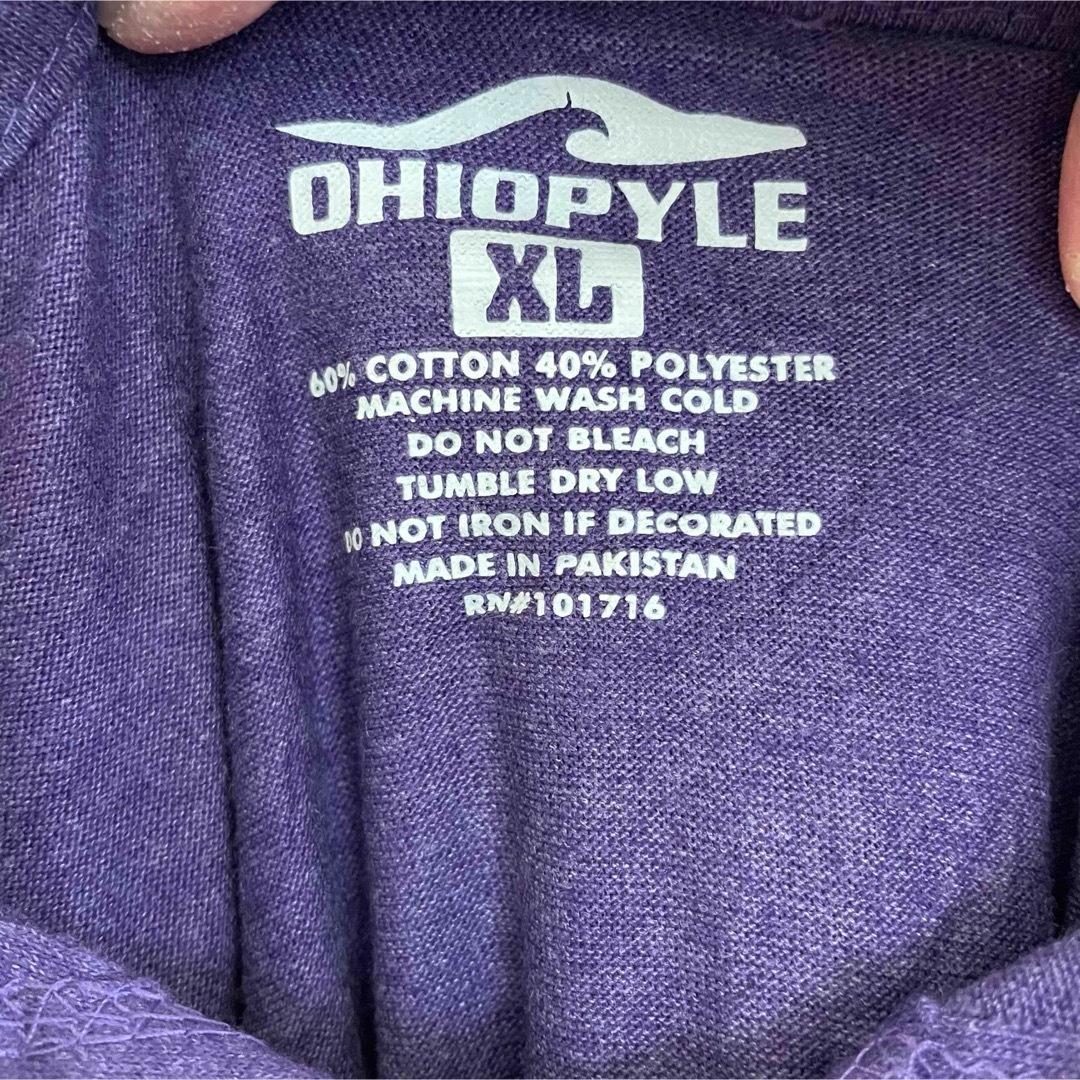 OHIOPYLE
XL
60% COTTON 40% POLYESTER
MACHINE WASH COLD
DO NOT BLEACH
TUMBLE DRY LOW
DO NOT IRON IF DECORATED
MADE IN PAKISTAN
RN#101716